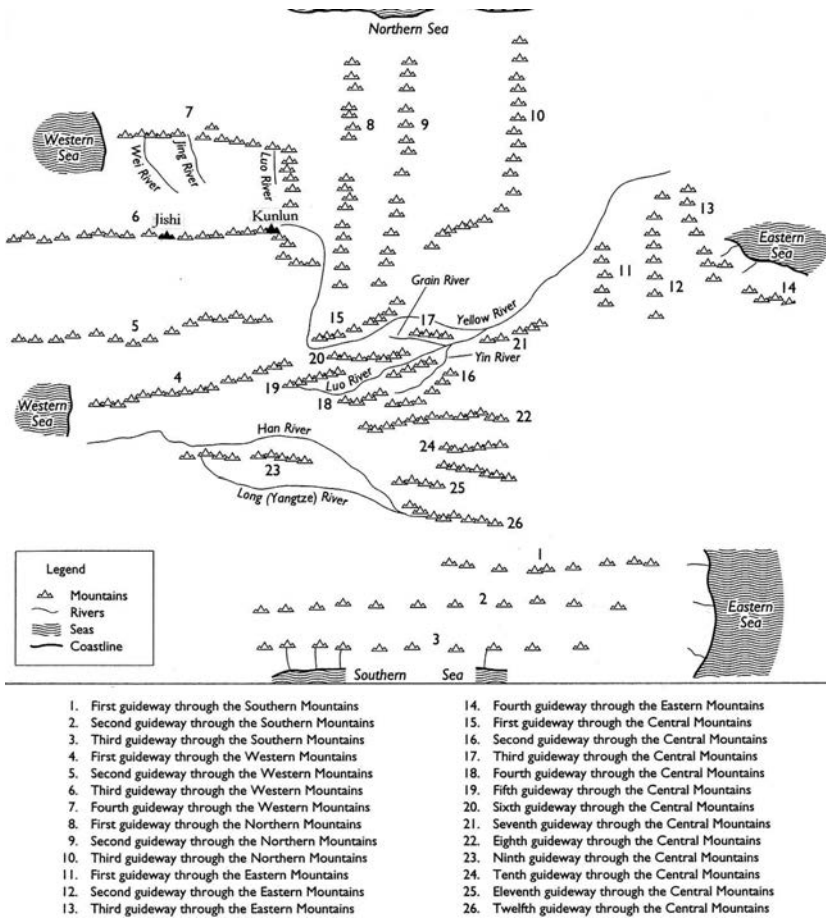 Northern Sea
7
8
9
10
Western
Sea
Wei River
Jing River
Luo River
6
Jishi
Kunlun
13
Eastern
Sea
11
12
14
Grain River
15
17
Yellow River
5
21
20
Yin River
4
19
Luo River
16
18
Western
Sea
22
Han River
24
23
25
Long (Yangtze) River
26
1
Legend
Mountains
Rivers
Seas
Coastline
2
Eastern
Sea
3
Southern Sea
1. First guideway through the Southern Mountains
2. Second guideway through the Southern Mountains
3. Third guideway through the Southern Mountains
4. First guideway through the Western Mountains
5. Second guideway through the Western Mountains
6. Third guideway through the Western Mountains
7. Fourth guideway through the Western Mountains
8. First guideway through the Northern Mountains
9. Second guideway through the Northern Mountains
10. Third guideway through the Northern Mountains
11. First guideway through the Eastern Mountains
12. Second guideway through the Eastern Mountains
13. Third guideway through the Eastern Mountains
14. Fourth guideway through the Eastern Mountains
15. First guideway through the Central Mountains
16. Second guideway through the Central Mountains
17. Third guideway through the Central Mountains
18. Fourth guideway through the Central Mountains
19. Fifth guideway through the Central Mountains
20. Sixth guideway through the Central Mountains
21. Seventh guideway through the Central Mountains
22. Eighth guideway through the Central Mountains
23. Ninth guideway through the Central Mountains
24. Tenth guideway through the Central Mountains
25. Eleventh guideway through the Central Mountains
26. Twelfth guideway through the Central Mountains